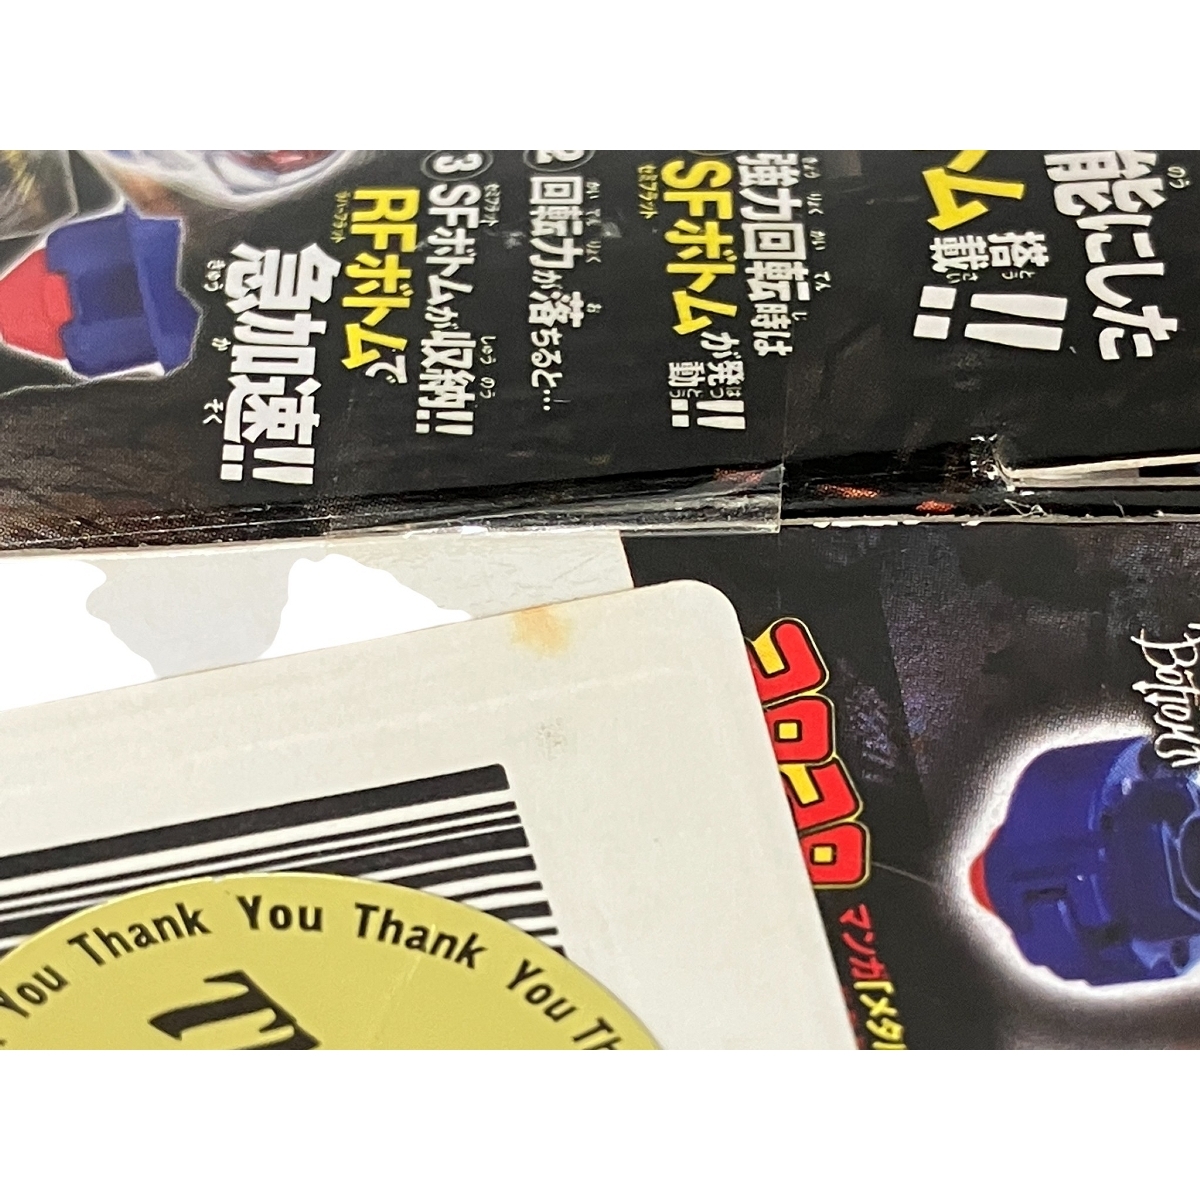 能にした
ム搭載!!
強力回転時は
SFボトムが発動!!
2 回転力が落ちると…
3 SFボトムが収納!!
RFボトムで
急加速!!
Bottom
コロコロ
マンガ「メタル
You Thank You Thank You Th